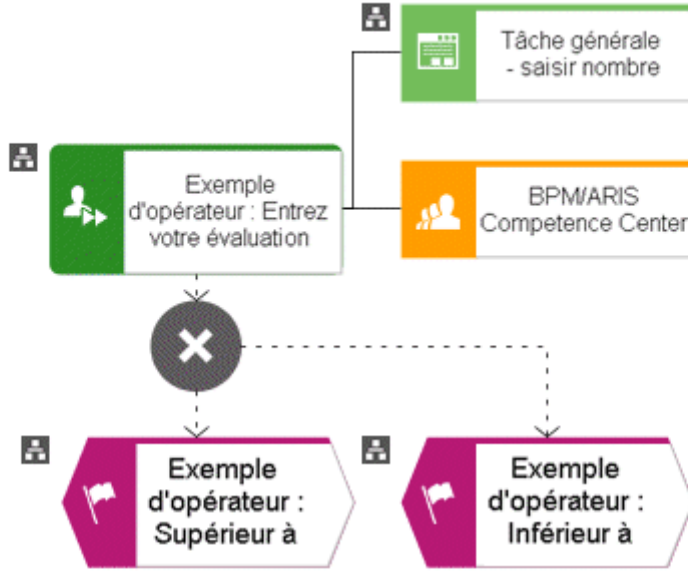 Tâche générale
- saisir nombre
Exemple
d'opérateur : Entrez
votre évaluation
BPM/ARIS
Competence Center
Exemple
d'opérateur :
Supérieur à
Exemple
d'opérateur :
Inférieur à